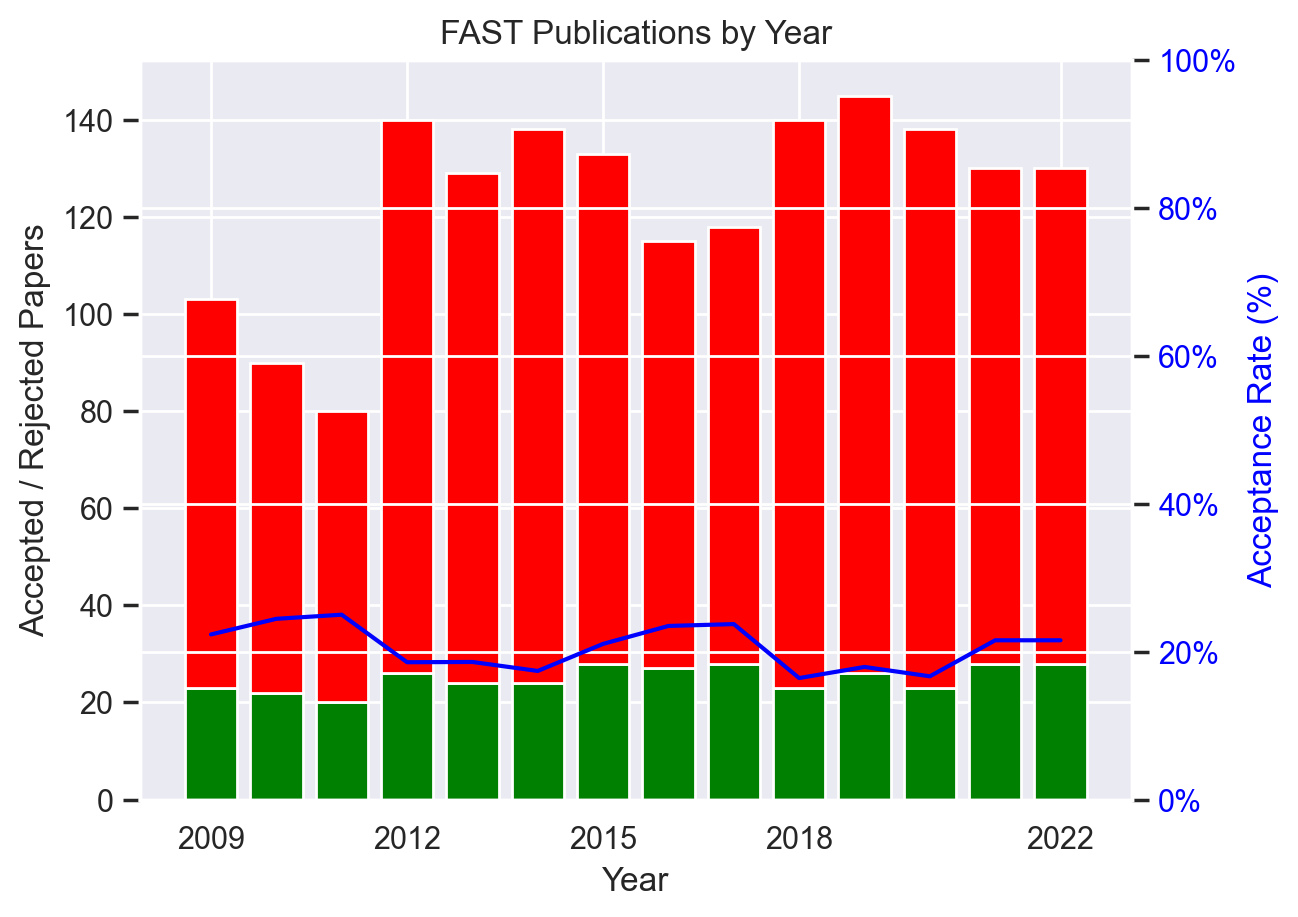 FAST Publications by Year
Accepted / Rejected Papers
140
120
100
80
60
40
20
0
100%
80%
60%
40%
20%
0%
Acceptance Rate (%)
2009 2012 2015 2018 2022
Year